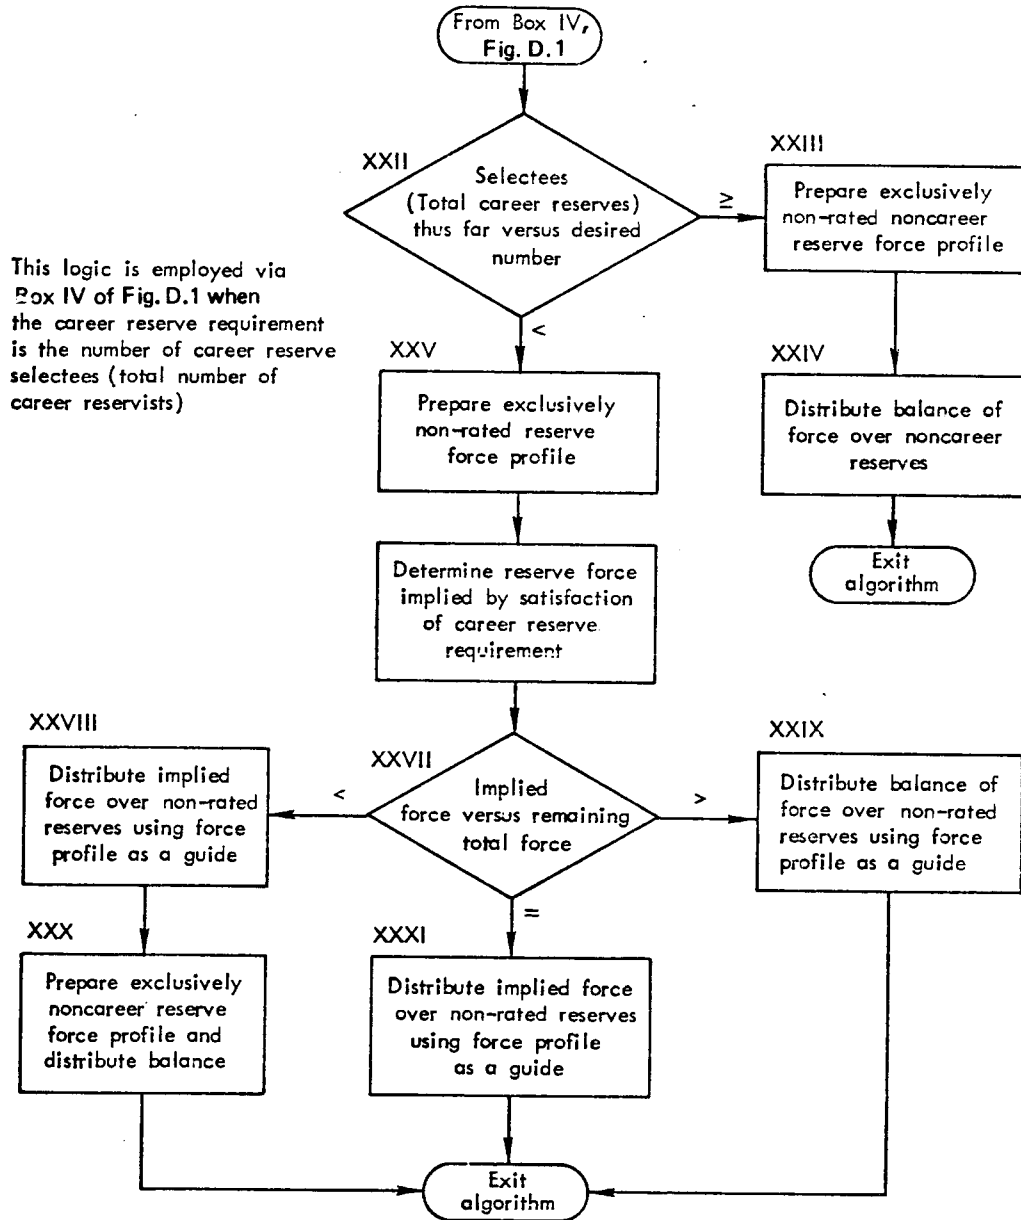 From Box IV,
Fig. D.1
XXII
Selectees
(Total career reserves)
thus far versus desired
number
≥
XXIII
Prepare exclusively
non-rated noncareer
reserve force profile
This logic is employed via
Box IV of Fig. D.1 when
the career reserve requirement
is the number of career reserve
selectees (total number of
career reservists)
<
XXV
Prepare exclusively
non-rated reserve
force profile
XXIV
Distribute balance of
force over noncareer
reserves
Exit
algorithm
Determine reserve force
implied by satisfaction
of career reserve
requirement
XXVIII
Distribute implied
force over non-rated
reserves using force
profile as a guide
<
XXVII
Implied
force versus remaining
total force
>
XXIX
Distribute balance of
force over non-rated
reserves using force
profile as a guide
=
XXX
Prepare exclusively
noncareer reserve
force profile and
distribute balance
XXXI
Distribute implied force
over non-rated reserves
using force profile
as a guide
Exit
algorithm